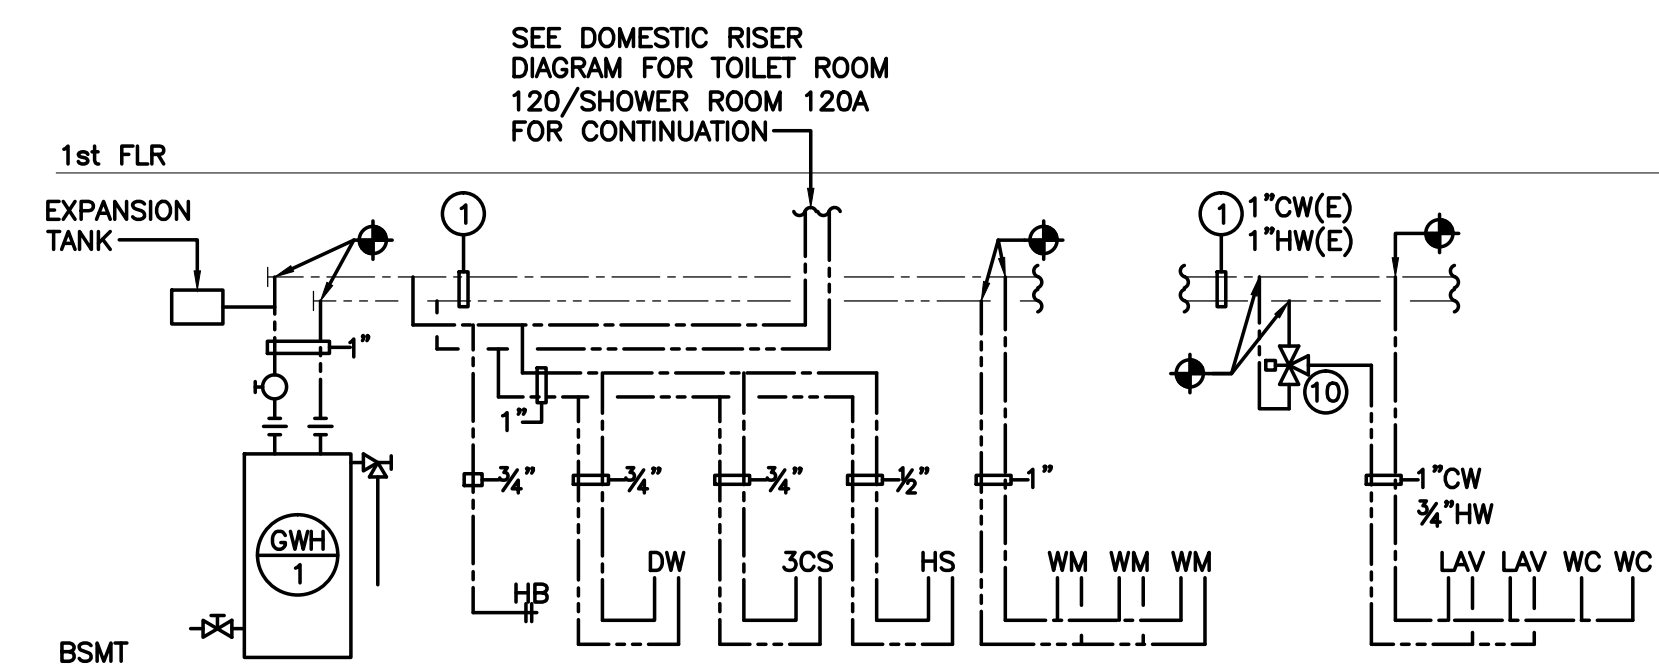 SEE DOMESTIC RISER
DIAGRAM FOR TOILET ROOM
120/SHOWER ROOM 120A
FOR CONTINUATION
1st FLR
EXPANSION
TANK
1
1
1"CW(E)
1"HW(E)
1"
10
1"
3/4"
3/4"
3/4"
1/2"
1"
1"CW
3/4"HW
GWH
1
HB
DW
3CS
HS
WM WM WM
LAV LAV WC WC
BSMT